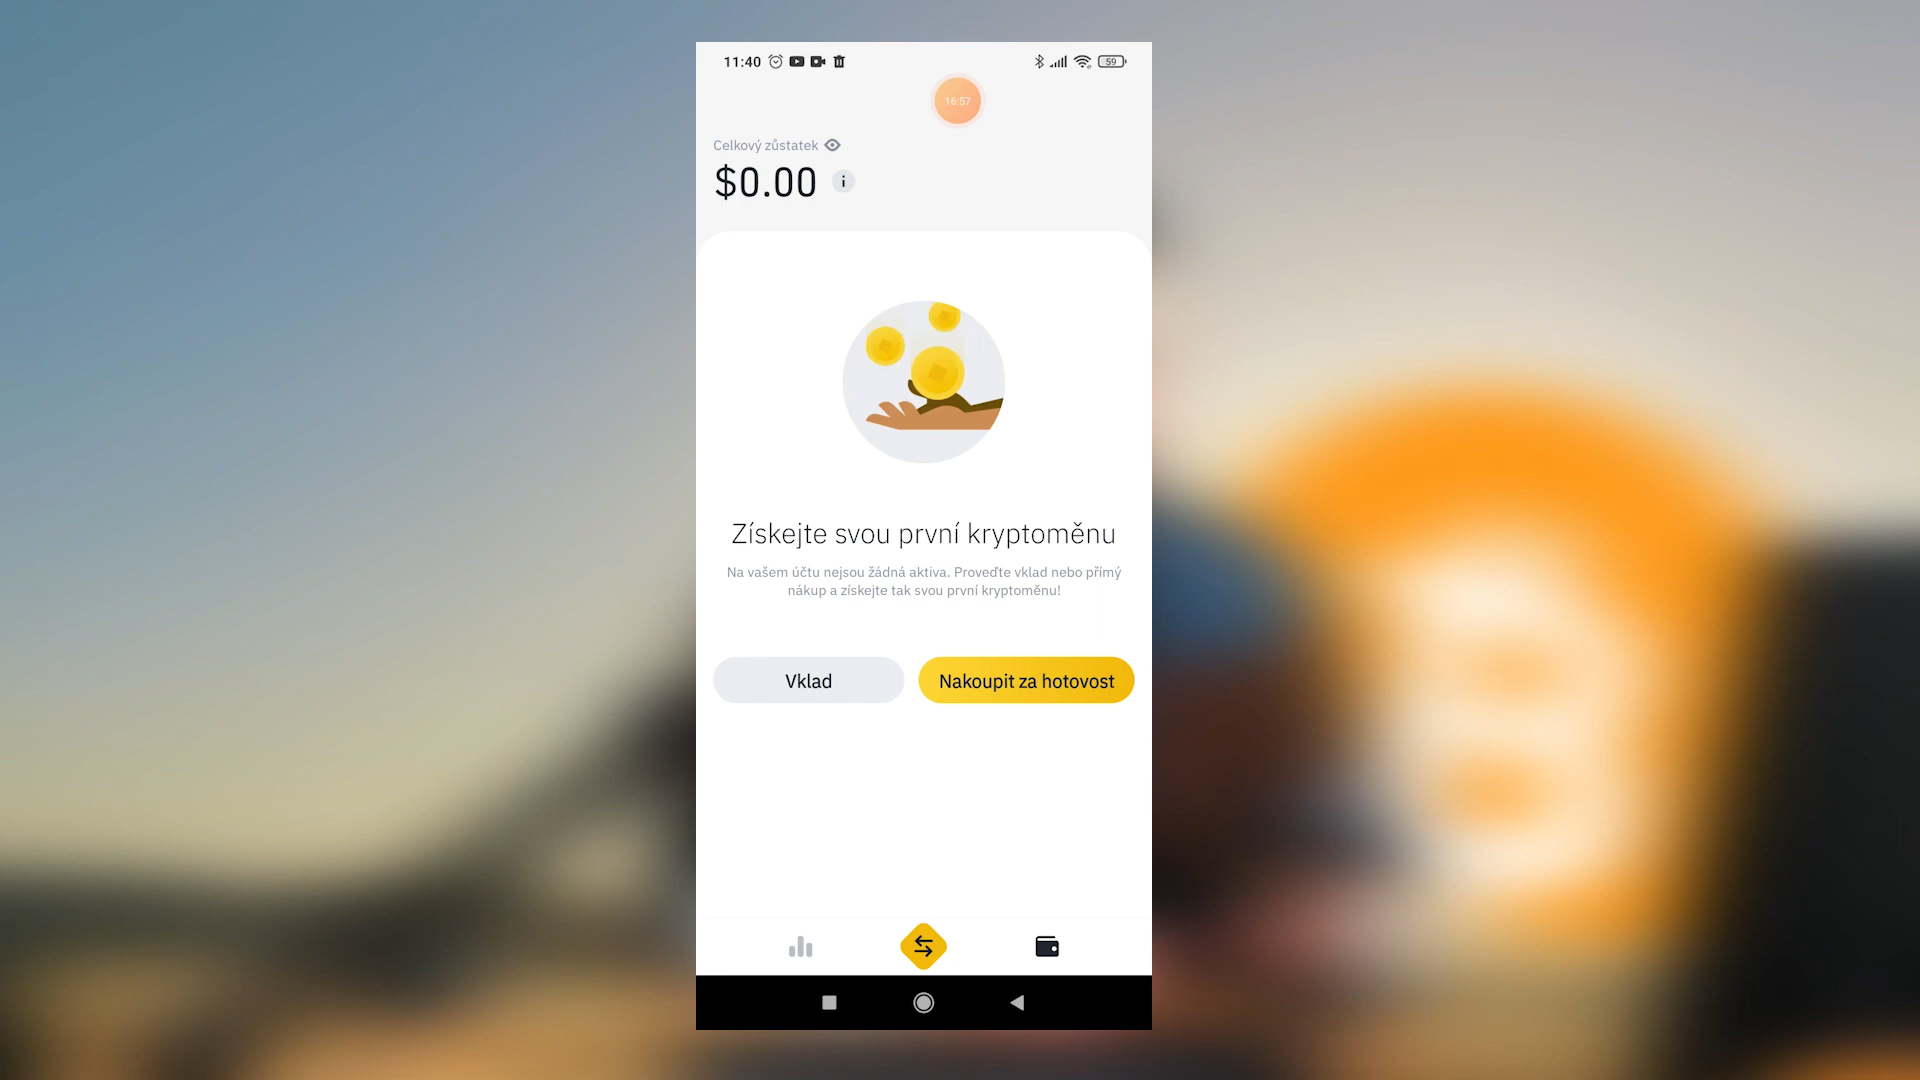 11:40
59
16:57
Celkový zůstatek
$0.00
Získejte svou první kryptoměnu
Na vašem účtu nejsou žádná aktiva. Proveďte vklad nebo přímý
nákup a získejte tak svou první kryptoměnu!
Vklad
Nakoupit za hotovost